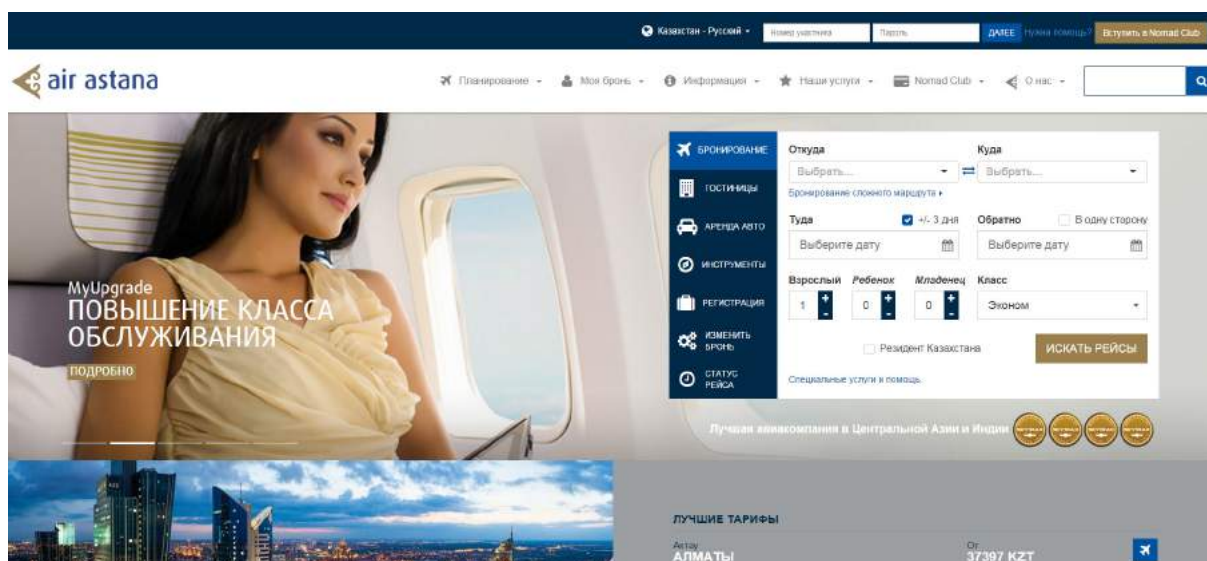 Казахстан - Русский
Номер участника
Пароль
ДАЛЕЕ
Нужна помощь?
Вступить в Nomad Club
air astana
Планирование
Моя бронь
Информация
Наши услуги
Nomad Club
О нас
БРОНИРОВАНИЕ
ГОСТИНИЦЫ
АРЕНДА АВТО
ИНСТРУМЕНТЫ
РЕГИСТРАЦИЯ
ИЗМЕНИТЬ
БРОНЬ
СТАТУС
РЕЙСА
Откуда
Куда
Выбрать...
Выбрать...
Бронирование сложного маршрута
Туда
+/- 3 дня
Обратно
В одну сторону
Выберите дату
Выберите дату
Взрослый
Ребенок
Младенец
Класс
1 + -
0 + -
0 + -
Эконом
Резидент Казахстана
ИСКАТЬ РЕЙСЫ
Специальные услуги и помощь
MyUpgrade
ПОВЫШЕНИЕ КЛАССА
ОБСЛУЖИВАНИЯ
ПОДРОБНО
Лучшая авиакомпания в Центральной Азии и Индии
ЛУЧШИЕ ТАРИФЫ
Актау
АЛМАТЫ
От
37397 KZT